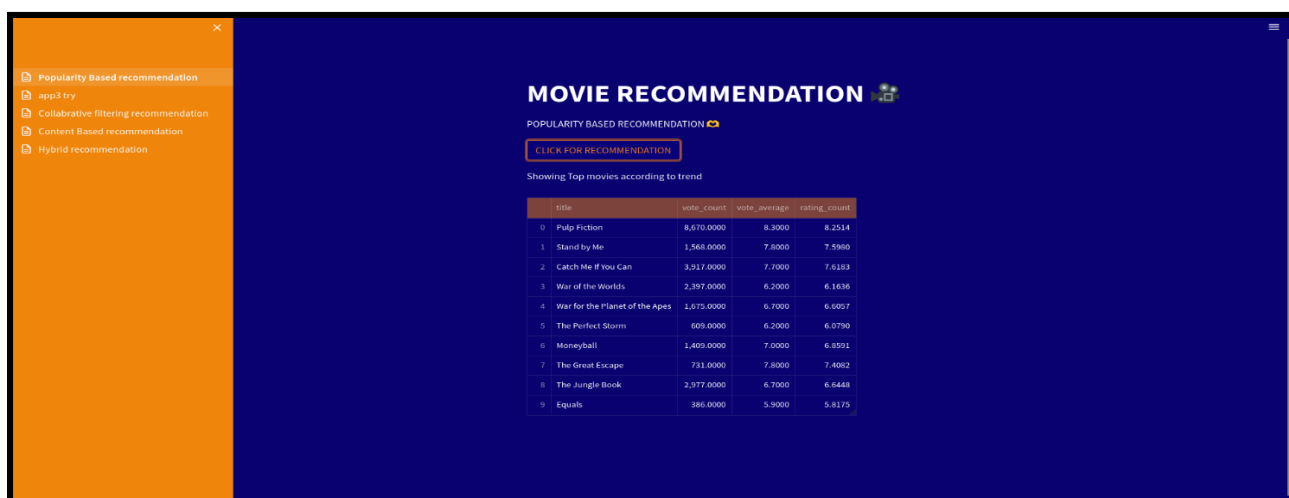 ×
Popularity Based recommendation
app3 try
Collabrative filtering recommendation
Content Based recommendation
Hybrid recommendation
MOVIE RECOMMENDATION 🎥
POPULARITY BASED RECOMMENDATION 🫶
CLICK FOR RECOMMENDATION
Showing Top movies according to trend
title vote_count vote_average rating_count
0 Pulp Fiction 8,670.0000 8.3000 8.2514
1 Stand by Me 1,568.0000 7.8000 7.5980
2 Catch Me If You Can 3,917.0000 7.7000 7.6183
3 War of the Worlds 2,397.0000 6.2000 6.1636
4 War for the Planet of the Apes 1,675.0000 6.7000 6.6057
5 The Perfect Storm 609.0000 6.2000 6.0790
6 Moneyball 1,409.0000 7.0000 6.8591
7 The Great Escape 731.0000 7.8000 7.4082
8 The Jungle Book 2,977.0000 6.7000 6.6448
9 Equals 386.0000 5.9000 5.8175